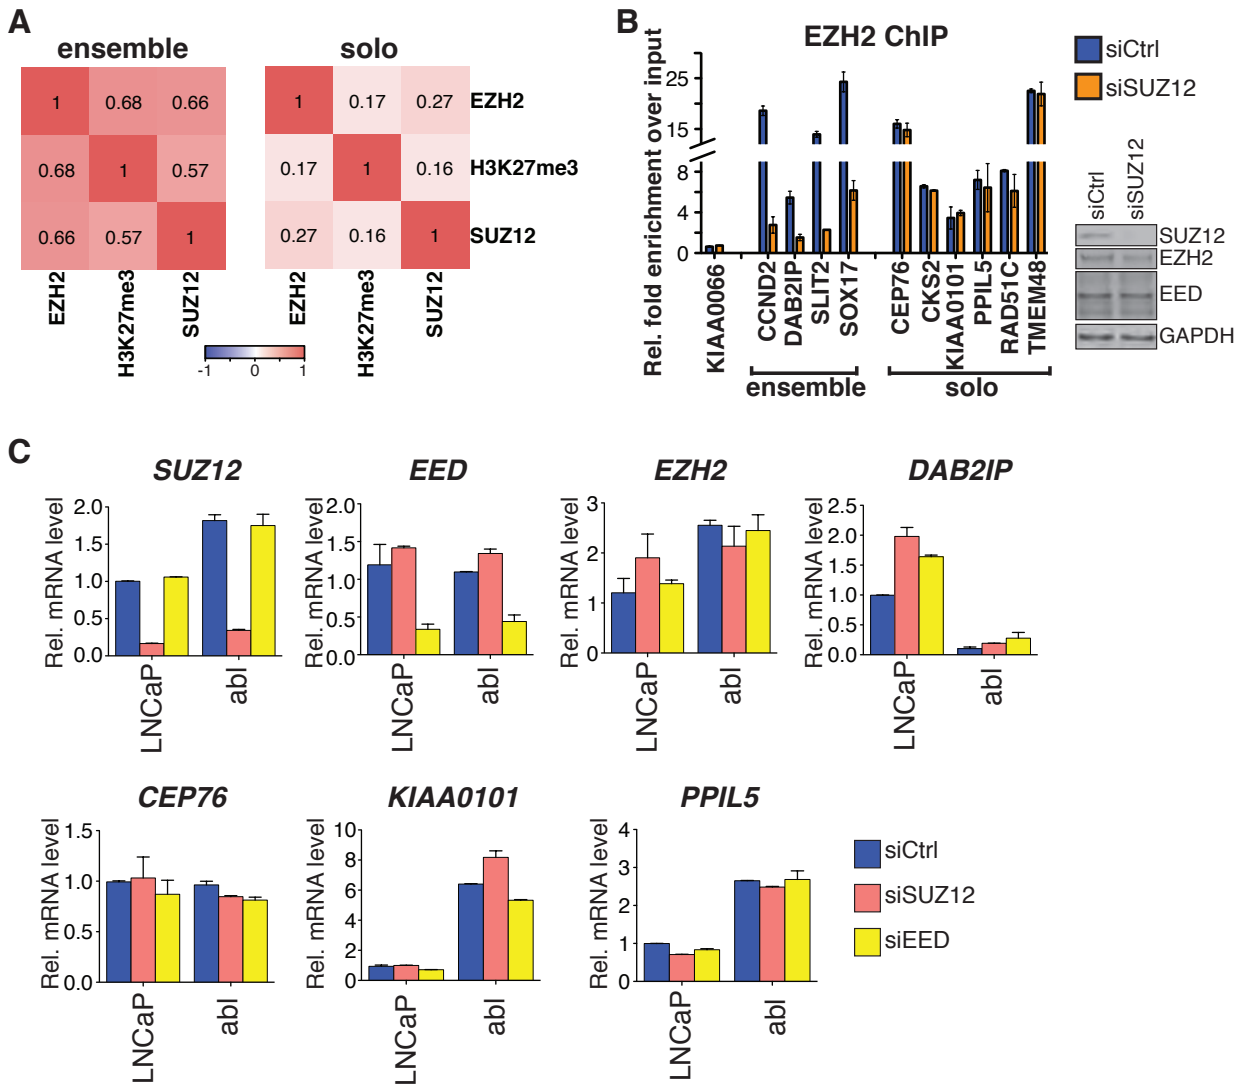 A
ensemble
solo
1 0.68 0.66
0.68 1 0.57
0.66 0.57 1
1 0.17 0.27
0.17 1 0.16
0.27 0.16 1
EZH2
H3K27me3
SUZ12
EZH2
H3K27me3
SUZ12
EZH2
H3K27me3
SUZ12
-1 0 1
B
EZH2 ChIP
siCtrl
siSUZ12
Rel. fold enrichment over input
25
15
8
4
0
KIAA0066
CCND2
DAB2IP
SLIT2
SOX17
CEP76
CKS2
KIAA0101
PPIL5
RAD51C
TMEM48
ensemble
solo
siCtrl
siSUZ12
SUZ12
EZH2
EED
GAPDH
C
SUZ12
Rel. mRNA level
2.0
1.5
1.0
0.5
0.0
LNCaP
abl
EED
Rel. mRNA level
2.0
1.5
1.0
0.5
0.0
LNCaP
abl
EZH2
Rel. mRNA level
3
2
1
0
LNCaP
abl
DAB2IP
Rel. mRNA level
2.5
2.0
1.5
1.0
0.5
0.0
LNCaP
abl
CEP76
Rel. mRNA level
1.5
1.0
0.5
0.0
LNCaP
abl
KIAA0101
Rel. mRNA level
10
8
6
4
2
0
LNCaP
abl
PPIL5
Rel. mRNA level
4
3
2
1
0
LNCaP
abl
siCtrl
siSUZ12
siEED